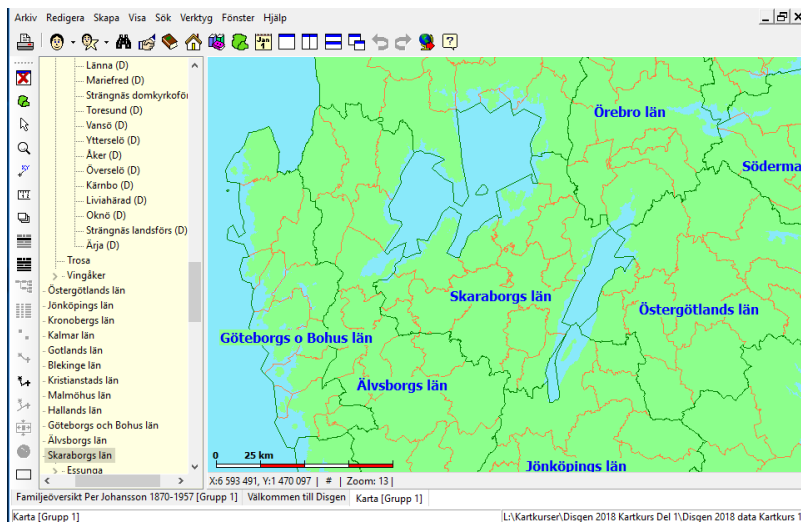 Arkiv Redigera Skapa Visa Sök Verktyg Fönster Hjälp
Jan 1
Länna (D)
Mariefred (D)
Strängnäs domkyrkoför
Toresund (D)
Vansö (D)
Ytterselö (D)
Åker (D)
Överselö (D)
Kärnbo (D)
Liviahärad (D)
Oknö (D)
Strängnäs landsförs (D)
Ärja (D)
Trosa
Vingåker
Östergötlands län
Jönköpings län
Kronobergs län
Kalmar län
Gotlands län
Blekinge län
Kristianstads län
Malmöhus län
Hallands län
Göteborgs och Bohus län
Älvsborgs län
Skaraborgs län
Essunga
XY
Örebro län
Söderma
Skaraborgs län
Östergötlands län
Göteborgs o Bohus län
Älvsborgs län
Jönköpings län
0 25 km
X:6 593 491, Y:1 470 097 | # | Zoom: 13 |
Familjeöversikt Per Johansson 1870-1957 [Grupp 1] Välkommen till Disgen Karta [Grupp 1]
Karta [Grupp 1] L:\Kartkurser\Disgen 2018 Kartkurs Del 1\Disgen 2018 data Kartkurs 1